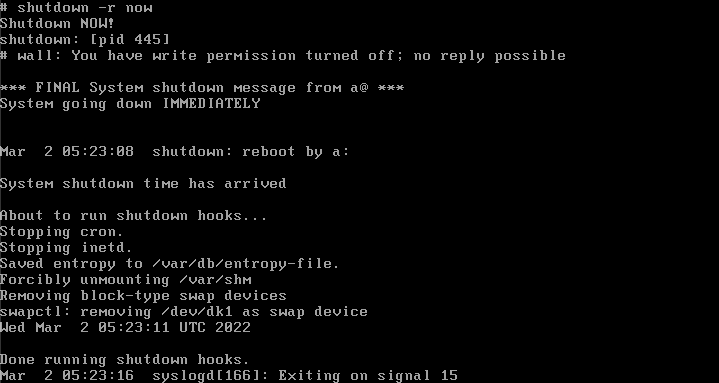 # shutdown -r now
Shutdown NOW!
shutdown: [pid 445]
# wall: You have write permission turned off; no reply possible
*** FINAL System shutdown message from a@ ***
System going down IMMEDIATELY
Mar  2 05:23:08  shutdown: reboot by a:
System shutdown time has arrived
About to run shutdown hooks...
Stopping cron.
Stopping inetd.
Saved entropy to /var/db/entropy-file.
Forcibly unmounting /var/shm
Removing block-type swap devices
swapctl: removing /dev/dk1 as swap device
Wed Mar  2 05:23:11 UTC 2022
Done running shutdown hooks.
Mar  2 05:23:16  syslogd[166]: Exiting on signal 15